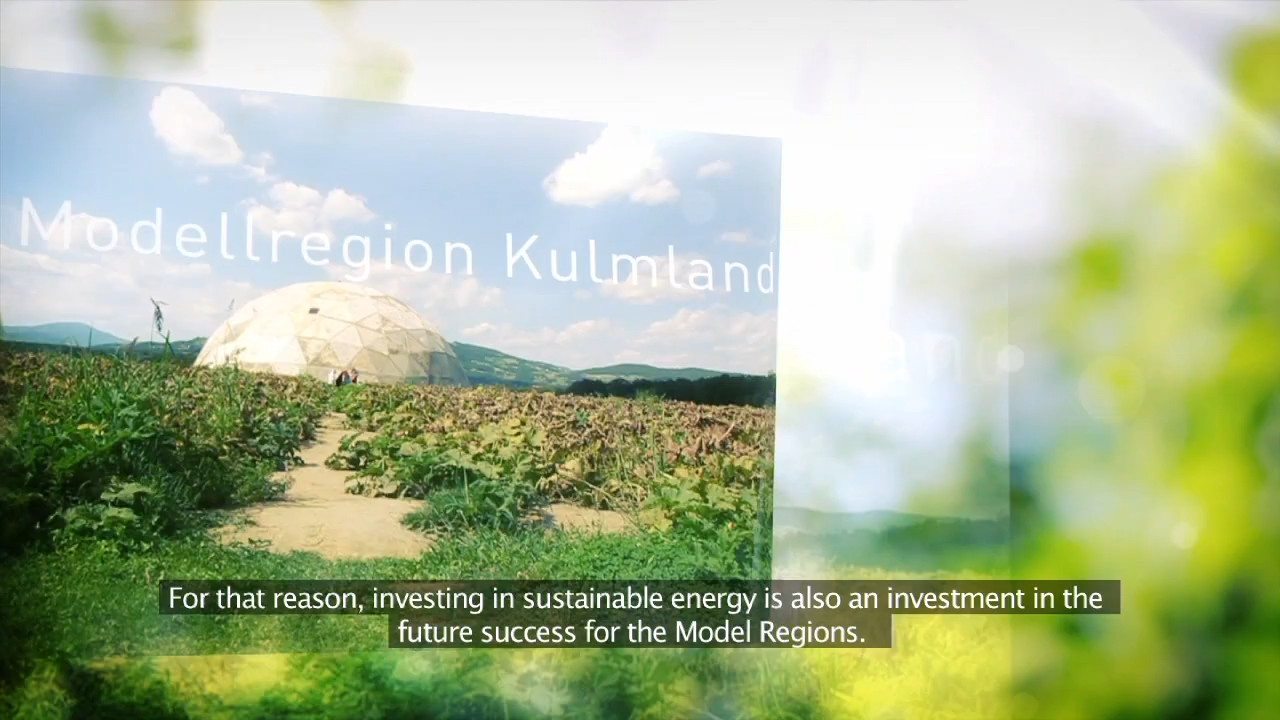 Modellregion Kulmland
For that reason, investing in sustainable energy is also an investment in the
future success for the Model Regions.